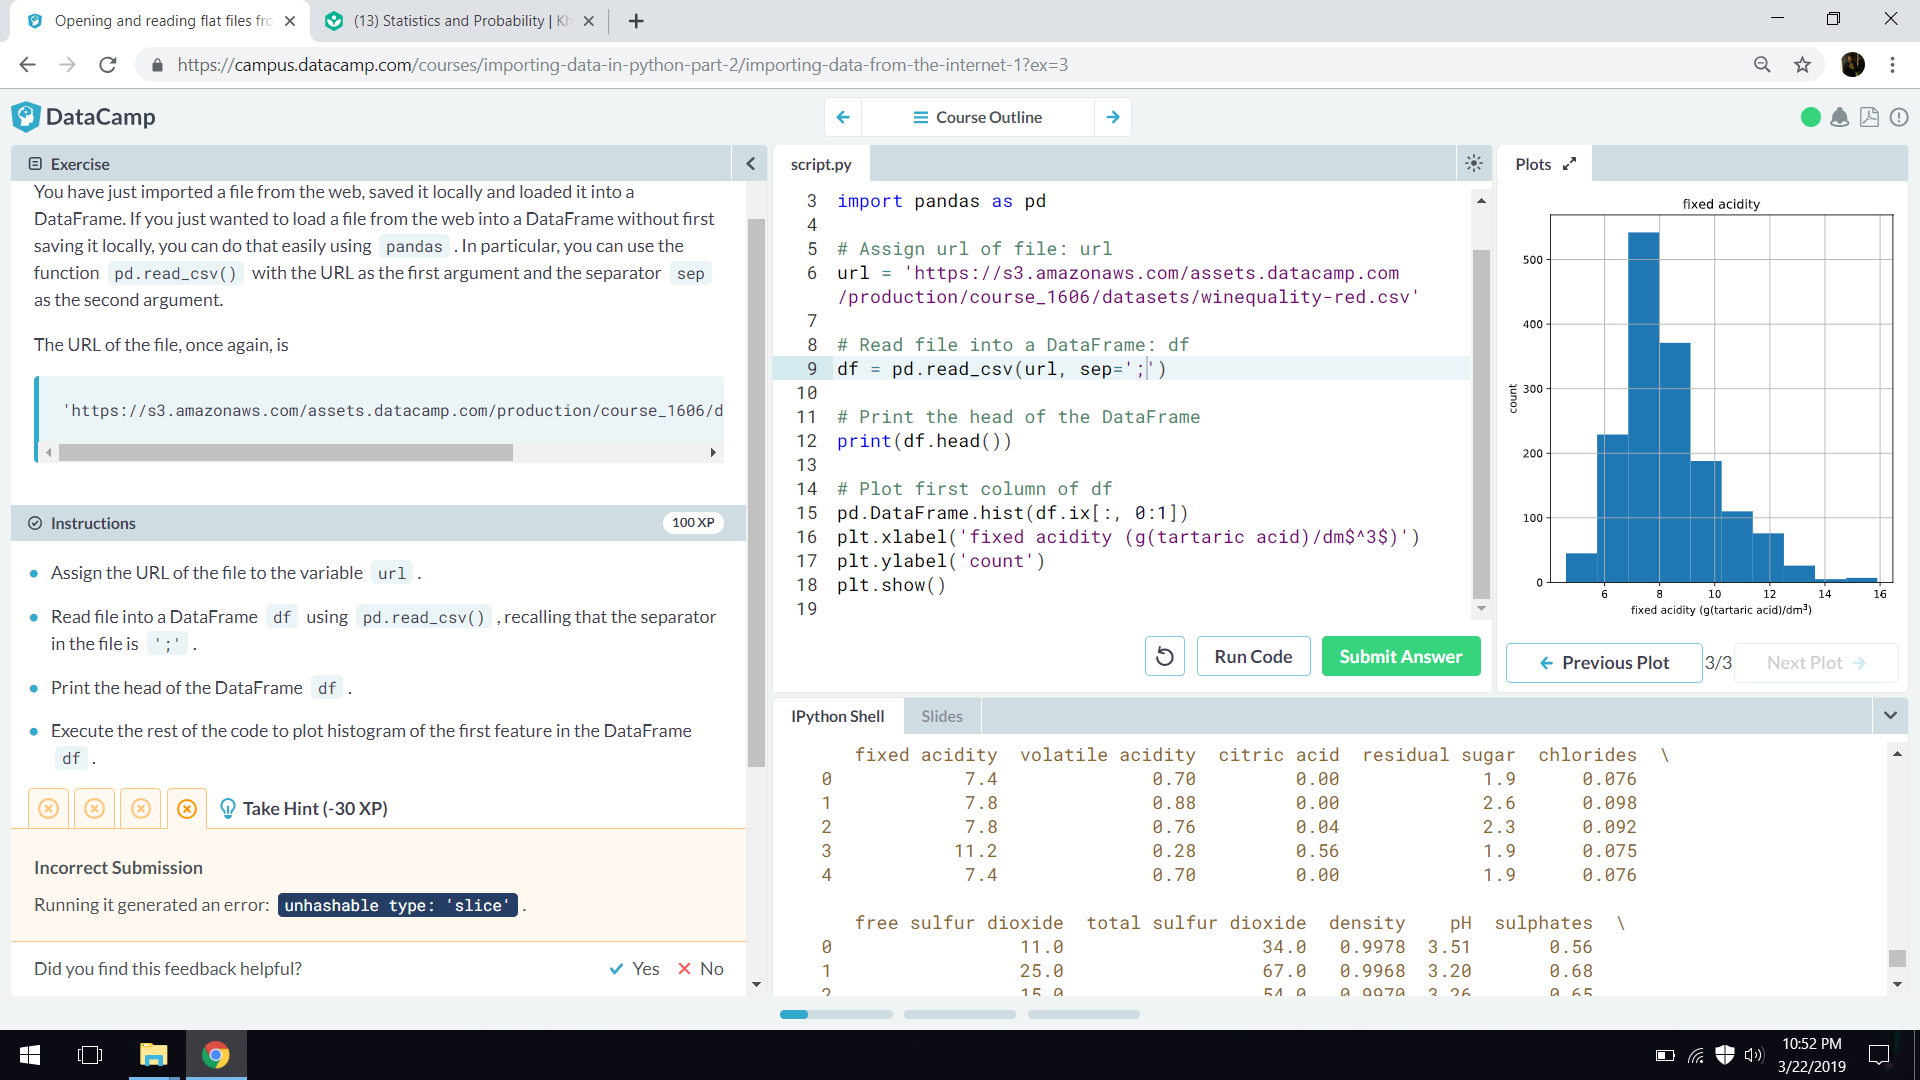 Opening and reading flat files fro
(13) Statistics and Probability | Kh
https://campus.datacamp.com/courses/importing-data-in-python-part-2/importing-data-from-the-internet-1?ex=3
DataCamp
Course Outline
Exercise
You have just imported a file from the web, saved it locally and loaded it into a
DataFrame. If you just wanted to load a file from the web into a DataFrame without first
saving it locally, you can do that easily using pandas . In particular, you can use the
function pd.read_csv() with the URL as the first argument and the separator sep
as the second argument.
The URL of the file, once again, is
'https://s3.amazonaws.com/assets.datacamp.com/production/course_1606/d
Instructions
100 XP
Assign the URL of the file to the variable url .
Read file into a DataFrame df using pd.read_csv() , recalling that the separator
in the file is ';' .
Print the head of the DataFrame df .
Execute the rest of the code to plot histogram of the first feature in the DataFrame
df .
Take Hint (-30 XP)
Incorrect Submission
Running it generated an error: unhashable type: 'slice' .
Did you find this feedback helpful?
Yes
No
script.py
3 import pandas as pd
4
5 # Assign url of file: url
6 url = 'https://s3.amazonaws.com/assets.datacamp.com
/production/course_1606/datasets/winequality-red.csv'
7
8 # Read file into a DataFrame: df
9 df = pd.read_csv(url, sep=';')
10
11 # Print the head of the DataFrame
12 print(df.head())
13
14 # Plot first column of df
15 pd.DataFrame.hist(df.ix[:, 0:1])
16 plt.xlabel('fixed acidity (g(tartaric acid)/dm$^3$)')
17 plt.ylabel('count')
18 plt.show()
19
Run Code
Submit Answer
Plots
fixed acidity
500
400
300
200
100
0
count
6 8 10 12 14 16
fixed acidity (g(tartaric acid)/dm³)
Previous Plot
3/3
Next Plot
IPython Shell
Slides
fixed acidity volatile acidity citric acid residual sugar chlorides \
0 7.4 0.70 0.00 1.9 0.076
1 7.8 0.88 0.00 2.6 0.098
2 7.8 0.76 0.04 2.3 0.092
3 11.2 0.28 0.56 1.9 0.075
4 7.4 0.70 0.00 1.9 0.076
free sulfur dioxide total sulfur dioxide density pH sulphates \
0 11.0 34.0 0.9978 3.51 0.56
1 25.0 67.0 0.9968 3.20 0.68
2 15.0 54.0 0.9970 3.26 0.65
10:52 PM
3/22/2019